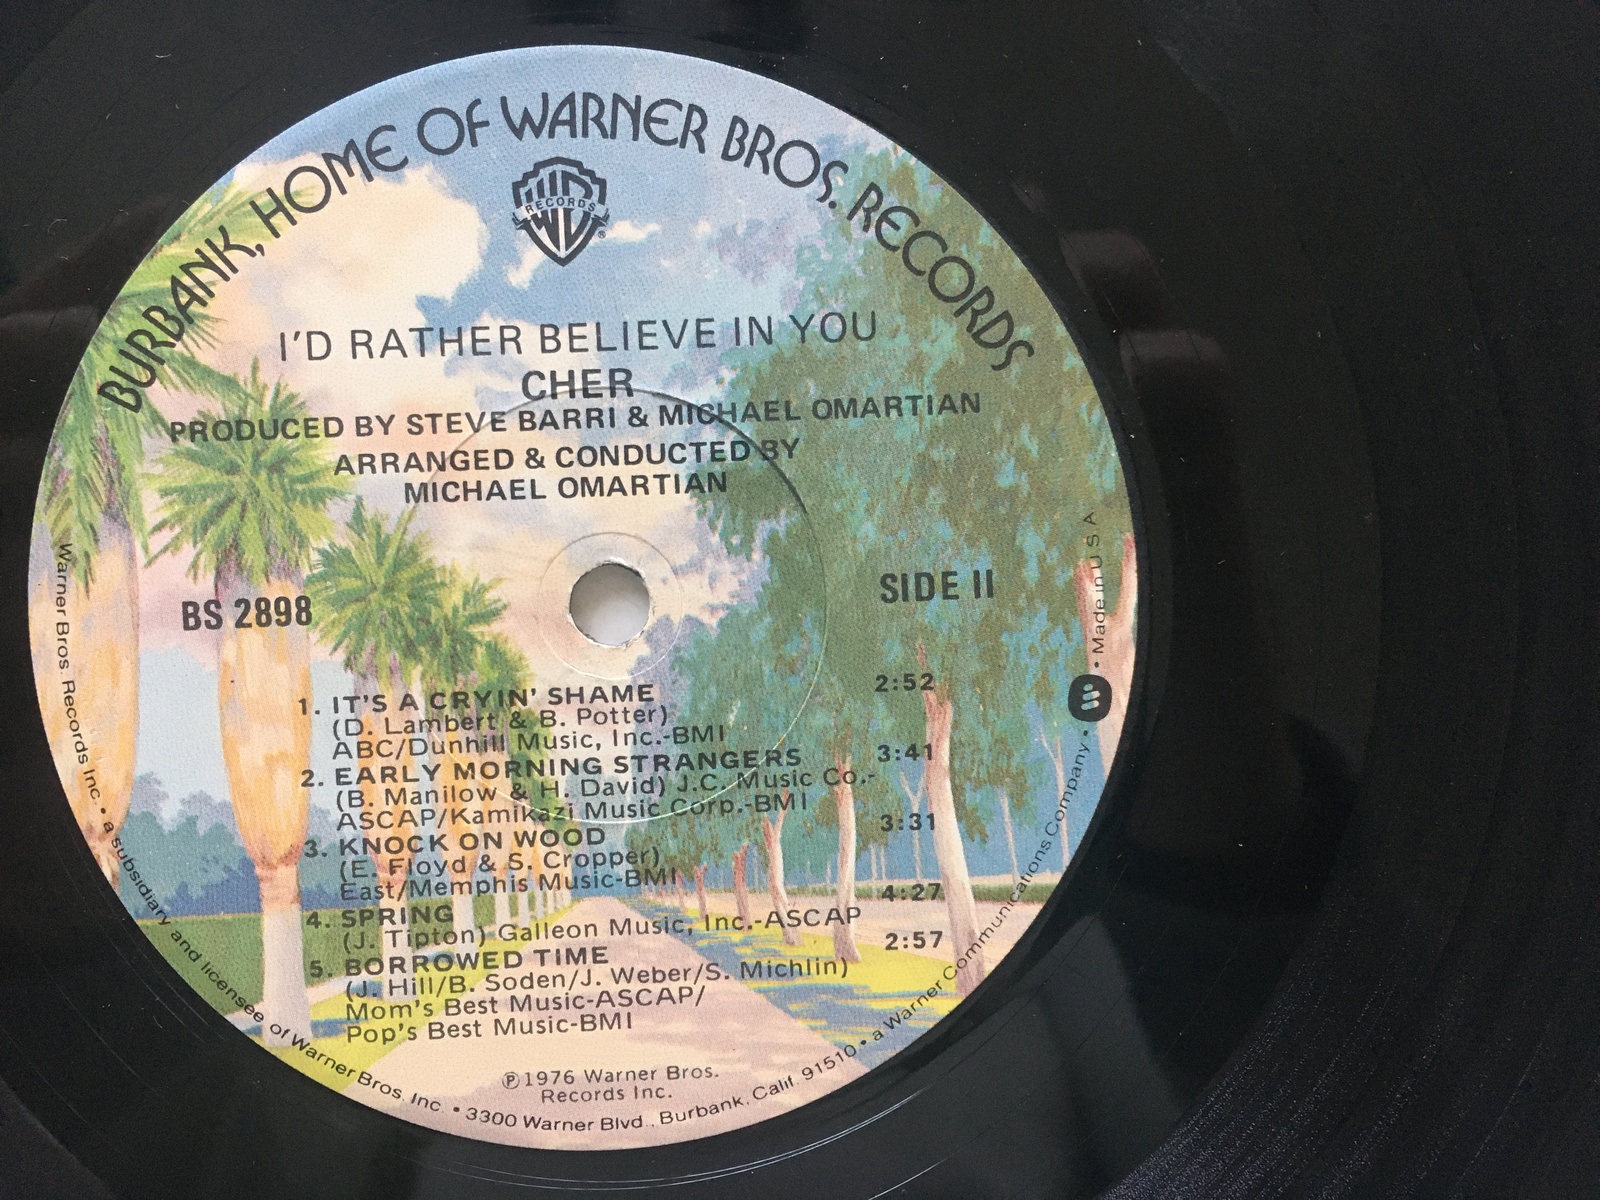 BURBANK, HOME OF WARNER BROS. RECORDS
RECORDS
®
I'D RATHER BELIEVE IN YOU
CHER
PRODUCED BY STEVE BARRI & MICHAEL OMARTIAN
ARRANGED & CONDUCTED BY
MICHAEL OMARTIAN
BS 2898
SIDE II
1. IT'S A CRYIN' SHAME 2:52
(D. Lambert & B. Potter)
ABC/Dunhill Music, Inc.-BMI
2. EARLY MORNING STRANGERS 3:41
(B. Manilow & H. David) J.C. Music Co.-
ASCAP/Kamikazi Music Corp.-BMI
3. KNOCK ON WOOD 3:31
(E. Floyd & S. Cropper)
East/Memphis Music-BMI
4. SPRING 4:27
(J. Tipton) Galleon Music, Inc.-ASCAP
5. BORROWED TIME 2:57
(J. Hill/B. Soden/J. Weber/S. Michlin)
Mom's Best Music-ASCAP/
Pop's Best Music-BMI
℗1976 Warner Bros.
Records Inc.
Warner Bros. Records Inc. • a subsidiary and licensee of Warner Bros. Inc. • 3300 Warner Blvd., Burbank, Calif. 91510 • a Warner Communications Company • Made in U S A